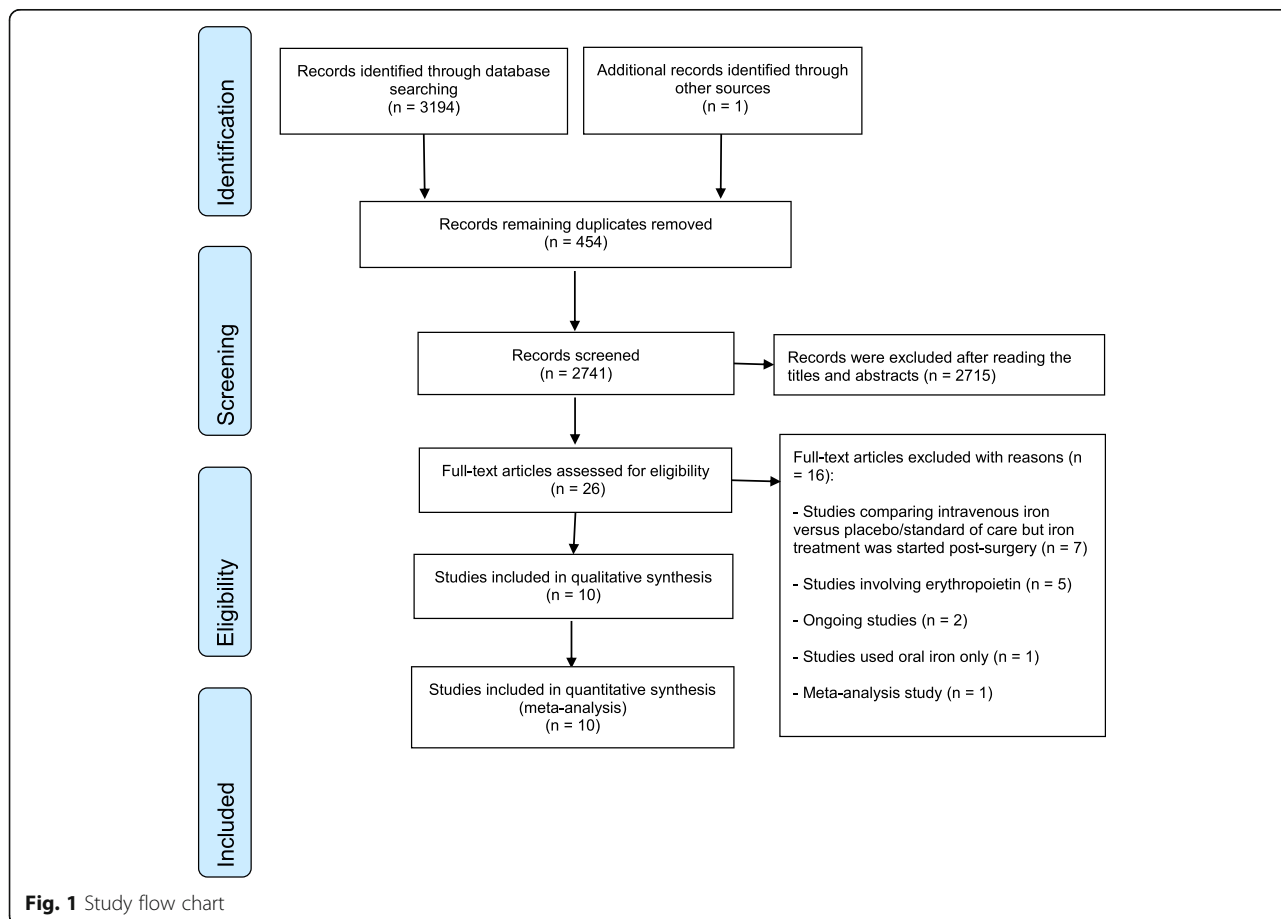 Identification
Records identified through database
searching
(n = 3194)
Additional records identified through
other sources
(n = 1)
Records remaining duplicates removed
(n = 454)
Screening
Records screened
(n = 2741)
Records were excluded after reading the
titles and abstracts (n = 2715)
Eligibility
Full-text articles assessed for eligibility
(n = 26)
Full-text articles excluded with reasons (n
= 16):
- Studies comparing intravenous iron
versus placebo/standard of care but iron
treatment was started post-surgery (n = 7)
- Studies involving erythropoietin (n = 5)
- Ongoing studies (n = 2)
- Studies used oral iron only (n = 1)
- Meta-analysis study (n = 1)
Studies included in qualitative synthesis
(n = 10)
Included
Studies included in quantitative synthesis
(meta-analysis)
(n = 10)
Fig. 1 Study flow chart